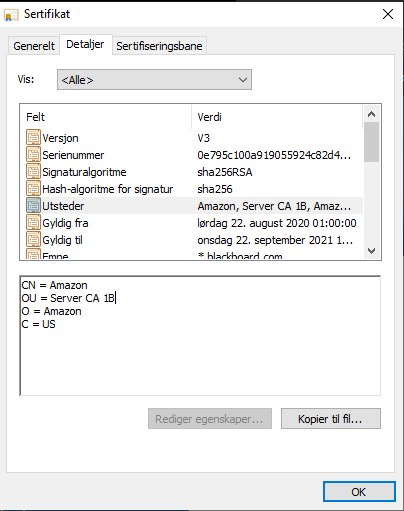 Sertifikat
Generelt Detaljer Sertifiseringsbane
Vis: <Alle>
Felt Verdi
Versjon V3
Serienummer 0e795c100a919055924c82d4...
Signaturalgoritme sha256RSA
Hash-algoritme for signatur sha256
Utsteder Amazon, Server CA 1B, Amaz...
Gyldig fra lørdag 22. august 2020 01:00:00
Gyldig til onsdag 22. september 2021 1...
Emne *.blackboard.com
CN = Amazon
OU = Server CA 1B
O = Amazon
C = US
Rediger egenskaper... Kopier til fil...
OK